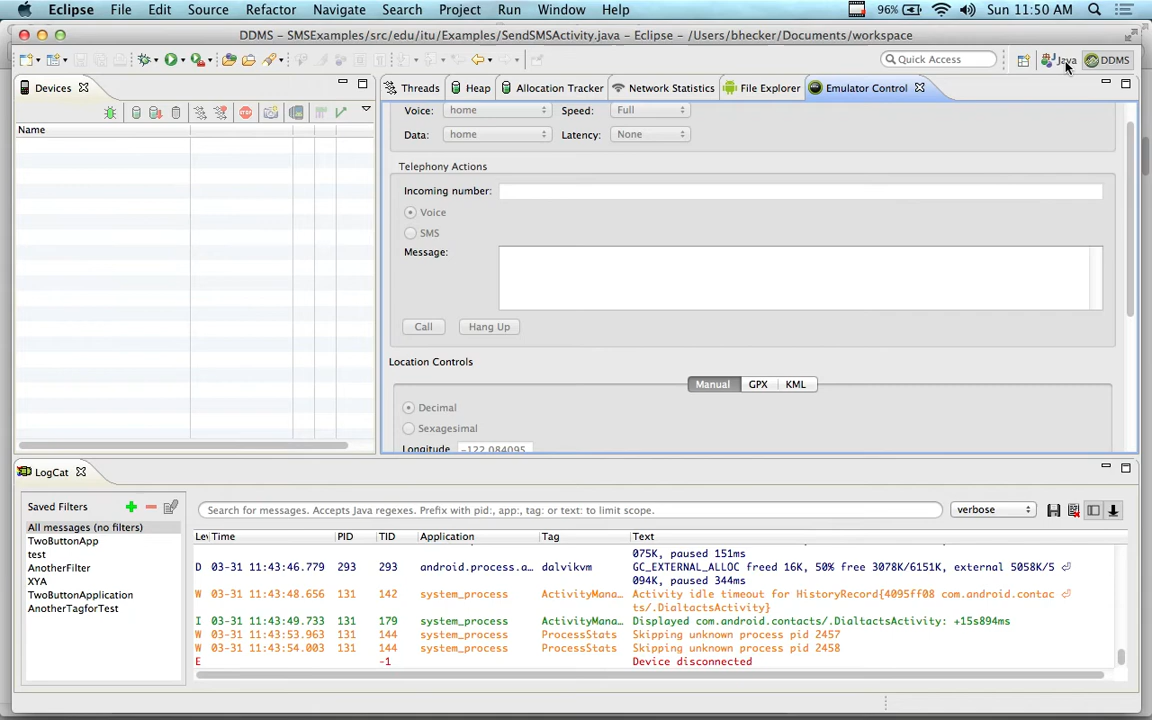 Eclipse File Edit Source Refactor Navigate Search Project Run Window Help 96% Sun 11:50 AM
DDMS - SMSExamples/src/edu/itu/Examples/SendSMSActivity.java - Eclipse - /Users/bhecker/Documents/workspace
Quick Access Java DDMS
Devices Threads Heap Allocation Tracker Network Statistics File Explorer Emulator Control
Name
Voice: home Speed: Full
Data: home Latency: None
Telephony Actions
Incoming number:
Voice
SMS
Message:
Call Hang Up
Location Controls
Manual GPX KML
Decimal
Sexagesimal
Longitude -122.084095
LogCat
Saved Filters
All messages (no filters)
TwoButtonApp
test
AnotherFilter
XYA
TwoButtonApplication
AnotherTagforTest
Search for messages. Accepts Java regexes. Prefix with pid:, app:, tag: or text: to limit scope. verbose
Lev Time PID TID Application Tag Text
075K, paused 151ms
D 03-31 11:43:46.779 293 293 android.process.a... dalvikvm GC_EXTERNAL_ALLOC freed 16K, 50% free 3078K/6151K, external 5058K/5
094K, paused 344ms
W 03-31 11:43:48.656 131 142 system_process ActivityMana... Activity idle timeout for HistoryRecord{4095ff08 com.android.contac
ts/.DialtactsActivity}
I 03-31 11:43:49.733 131 179 system_process ActivityMana... Displayed com.android.contacts/.DialtactsActivity: +15s894ms
W 03-31 11:43:53.963 131 144 system_process ProcessStats Skipping unknown process pid 2457
W 03-31 11:43:54.003 131 144 system_process ProcessStats Skipping unknown process pid 2458
E -1 Device disconnected